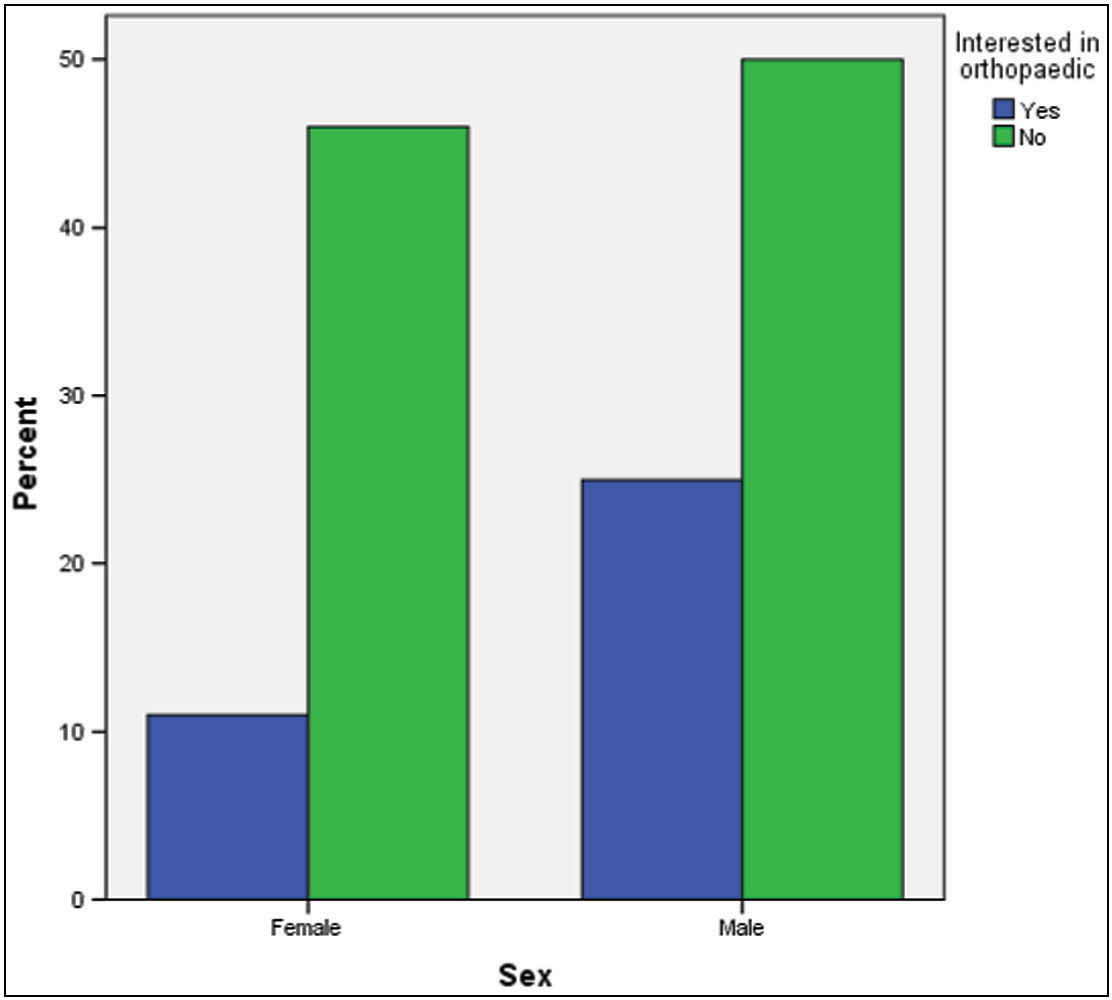 Interested in
orthopaedic
Yes
No
Percent
50
40
30
20
10
0
Female Male
Sex